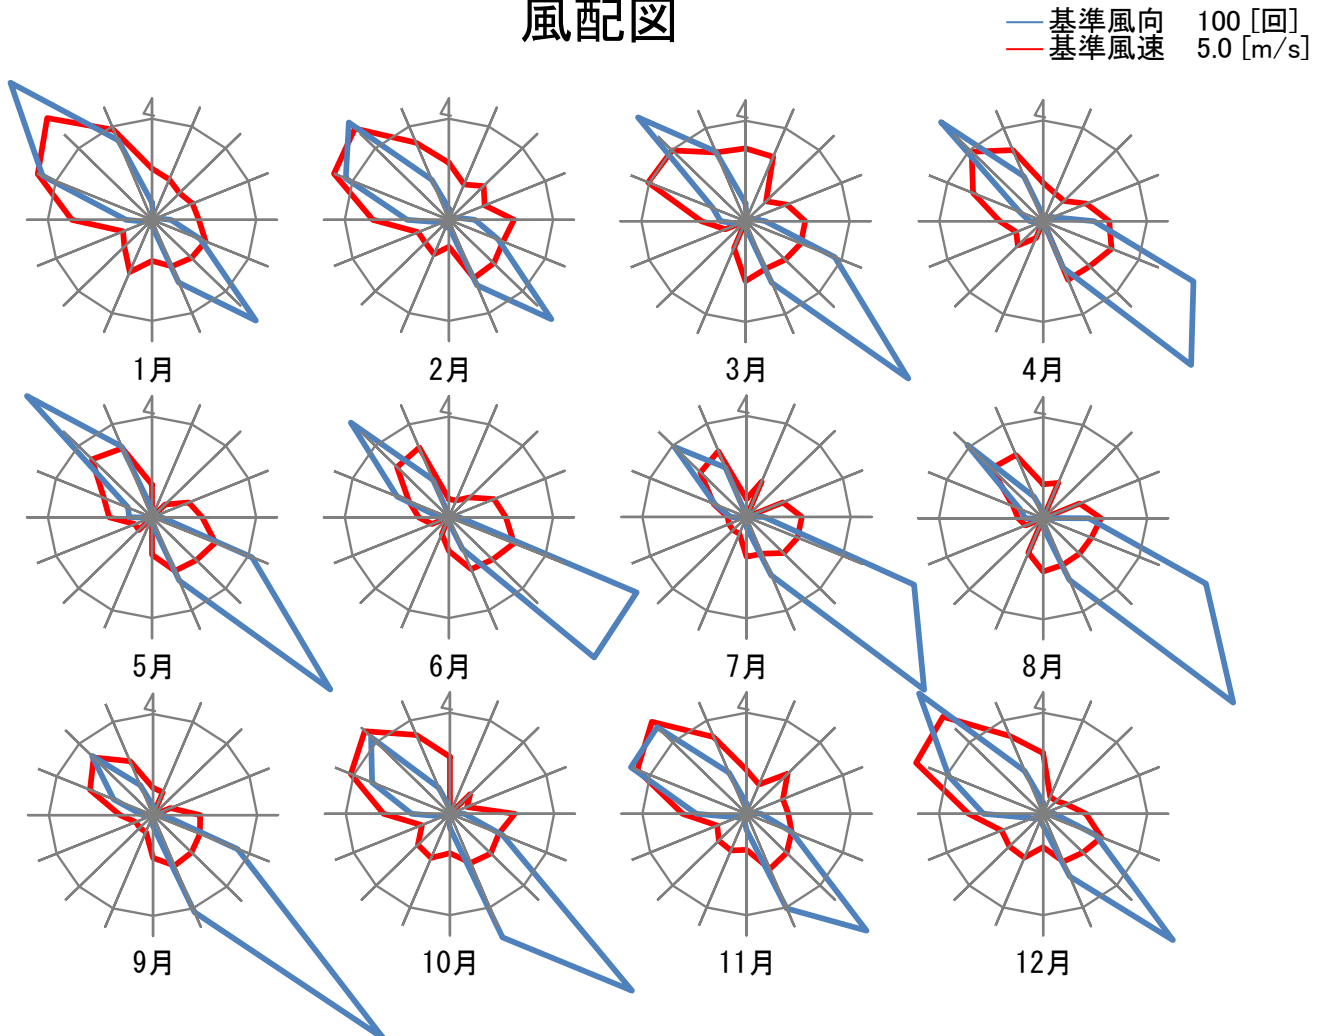 風配図
基準風向 100 [回]
基準風速 5.0 [m/s]
1月
2月
3月
4月
5月
6月
7月
8月
9月
10月
11月
12月